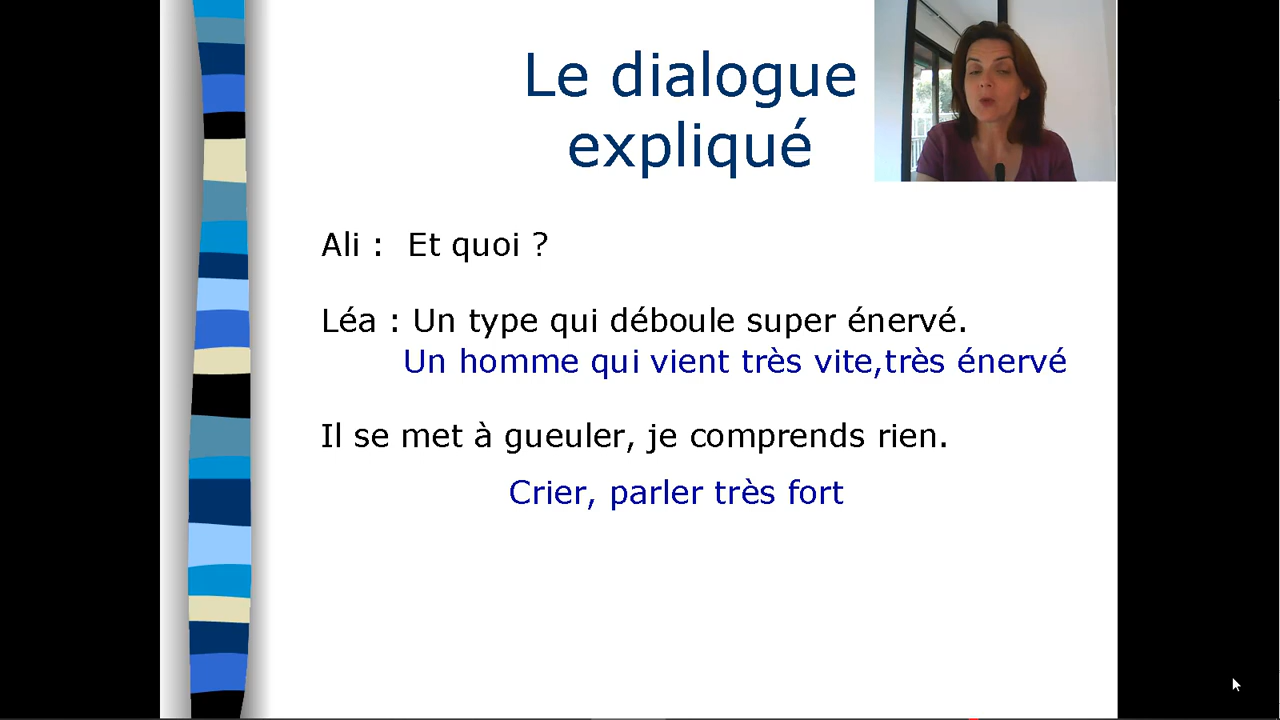 Le dialogue
expliqué
Ali : Et quoi ?
Léa : Un type qui déboule super énervé.
Un homme qui vient très vite,très énervé
Il se met à gueuler, je comprends rien.
Crier, parler très fort